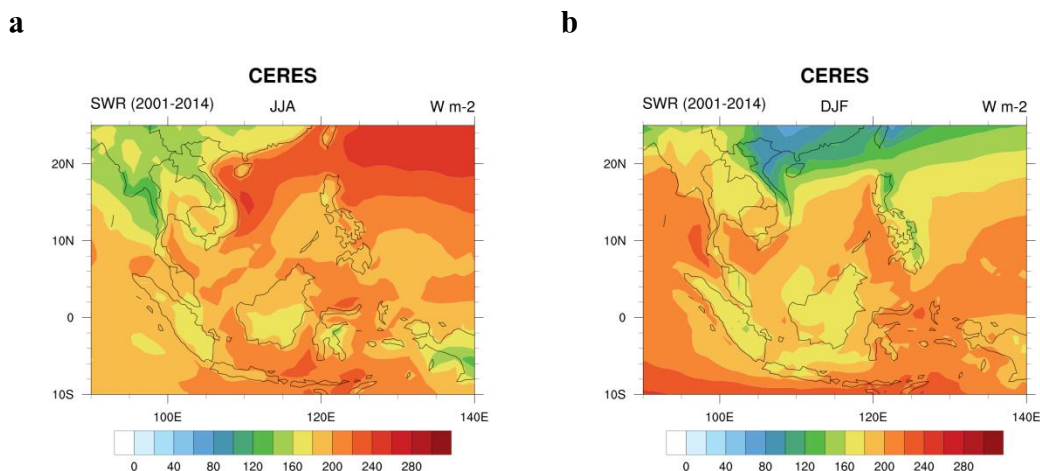 a
CERES
SWR (2001-2014) JJA W m-2
20N
10N
0
10S
100E 120E 140E
0 40 80 120 160 200 240 280
b
CERES
SWR (2001-2014) DJF W m-2
20N
10N
0
10S
100E 120E 140E
0 40 80 120 160 200 240 280